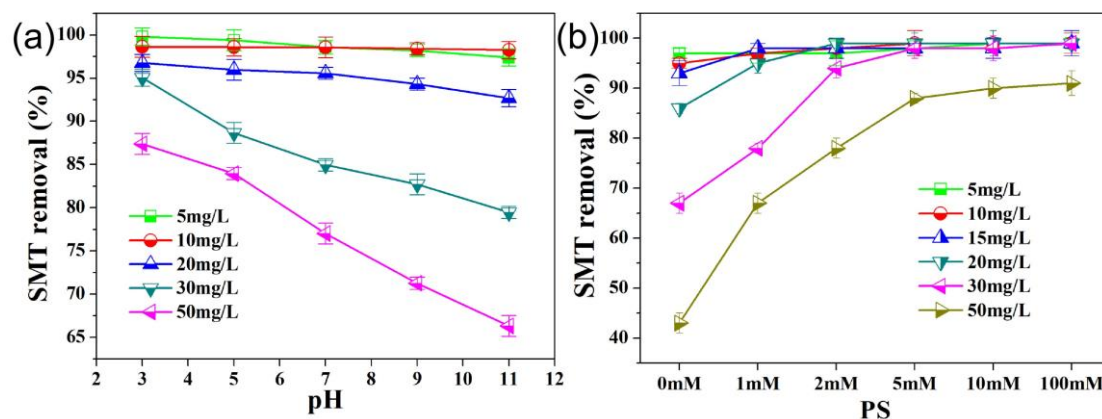 (a)
SMT removal (%)
100
95
90
85
80
75
70
65
5mg/L
10mg/L
20mg/L
30mg/L
50mg/L
2 3 4 5 6 7 8 9 10 11 12
pH
(b)
SMT removal (%)
100
90
80
70
60
50
40
5mg/L
10mg/L
15mg/L
20mg/L
30mg/L
50mg/L
0mM 1mM 2mM 5mM 10mM 100mM
PS